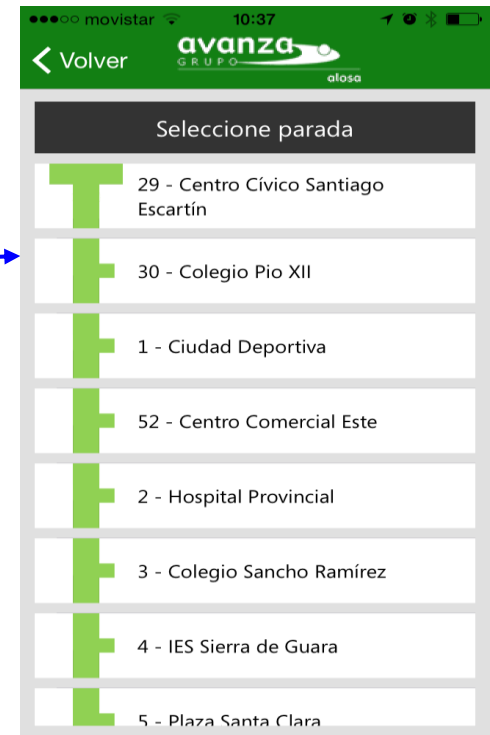 movistar 10:37
Volver
avanza
GRUPO
alosa
Seleccione parada
29 - Centro Cívico Santiago
Escartín
30 - Colegio Pio XII
1 - Ciudad Deportiva
52 - Centro Comercial Este
2 - Hospital Provincial
3 - Colegio Sancho Ramírez
4 - IES Sierra de Guara
5 - Plaza Santa Clara